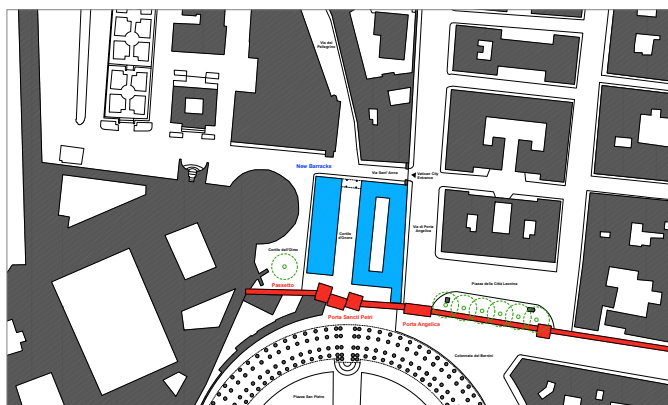 Via del
Pellegrino
New Barracks
Via Sant' Anna
Vatican City
Entrance
Cortile
d'Onore
Via di Porta
Angelica
Cortile dell'Olmo
Passetto
Piazza della Città Leonina
Porta Sancti Petri
Porta Angelica
Colonnato del Bernini
Piazza San Pietro